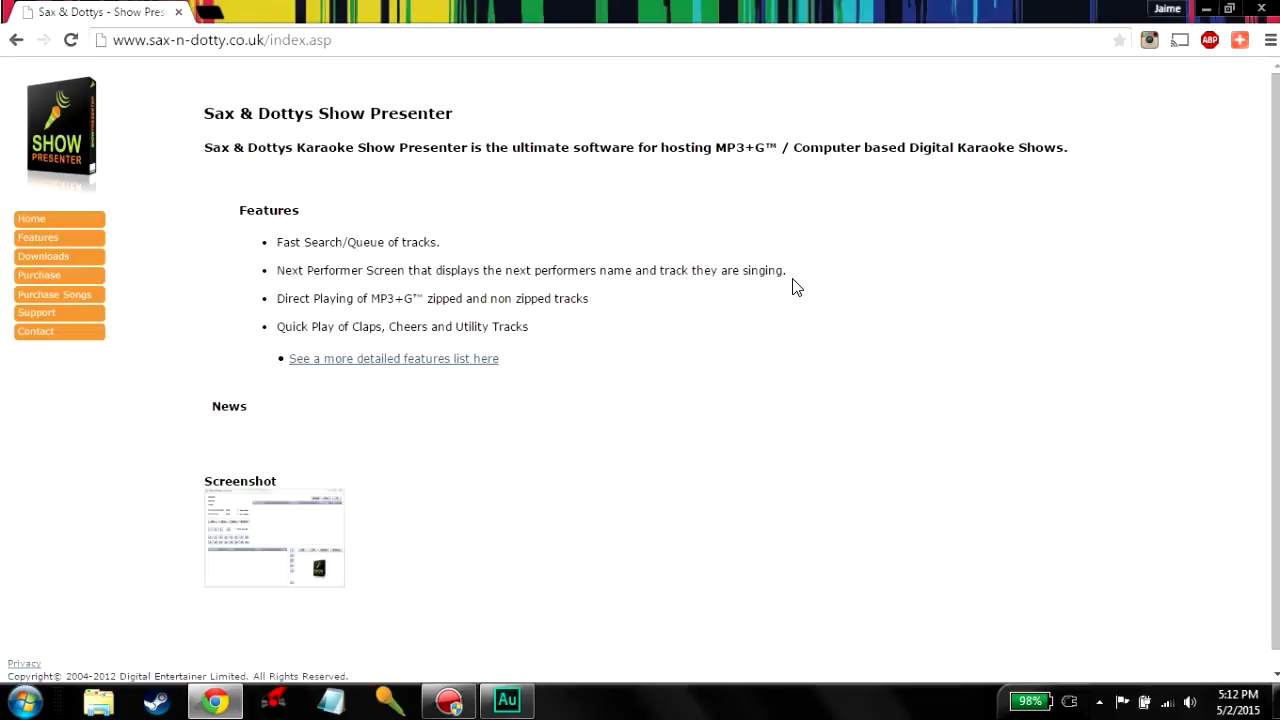 Sax & Dottys - Show Pres
Jaime
www.sax-n-dotty.co.uk/index.asp
ABP
SHOW
PRESENTER
Sax & Dottys Show Presenter
Sax & Dottys Karaoke Show Presenter is the ultimate software for hosting MP3+G™ / Computer based Digital Karaoke Shows.
Home
Features
Downloads
Purchase
Purchase Songs
Support
Contact
Features
• Fast Search/Queue of tracks.
• Next Performer Screen that displays the next performers name and track they are singing.
• Direct Playing of MP3+G™ zipped and non zipped tracks
• Quick Play of Claps, Cheers and Utility Tracks
• See a more detailed features list here
News
Screenshot
Privacy
Copyright© 2004-2012 Digital Entertainer Limited. All Rights Reserved.
Au
98%
5:12 PM
5/2/2015